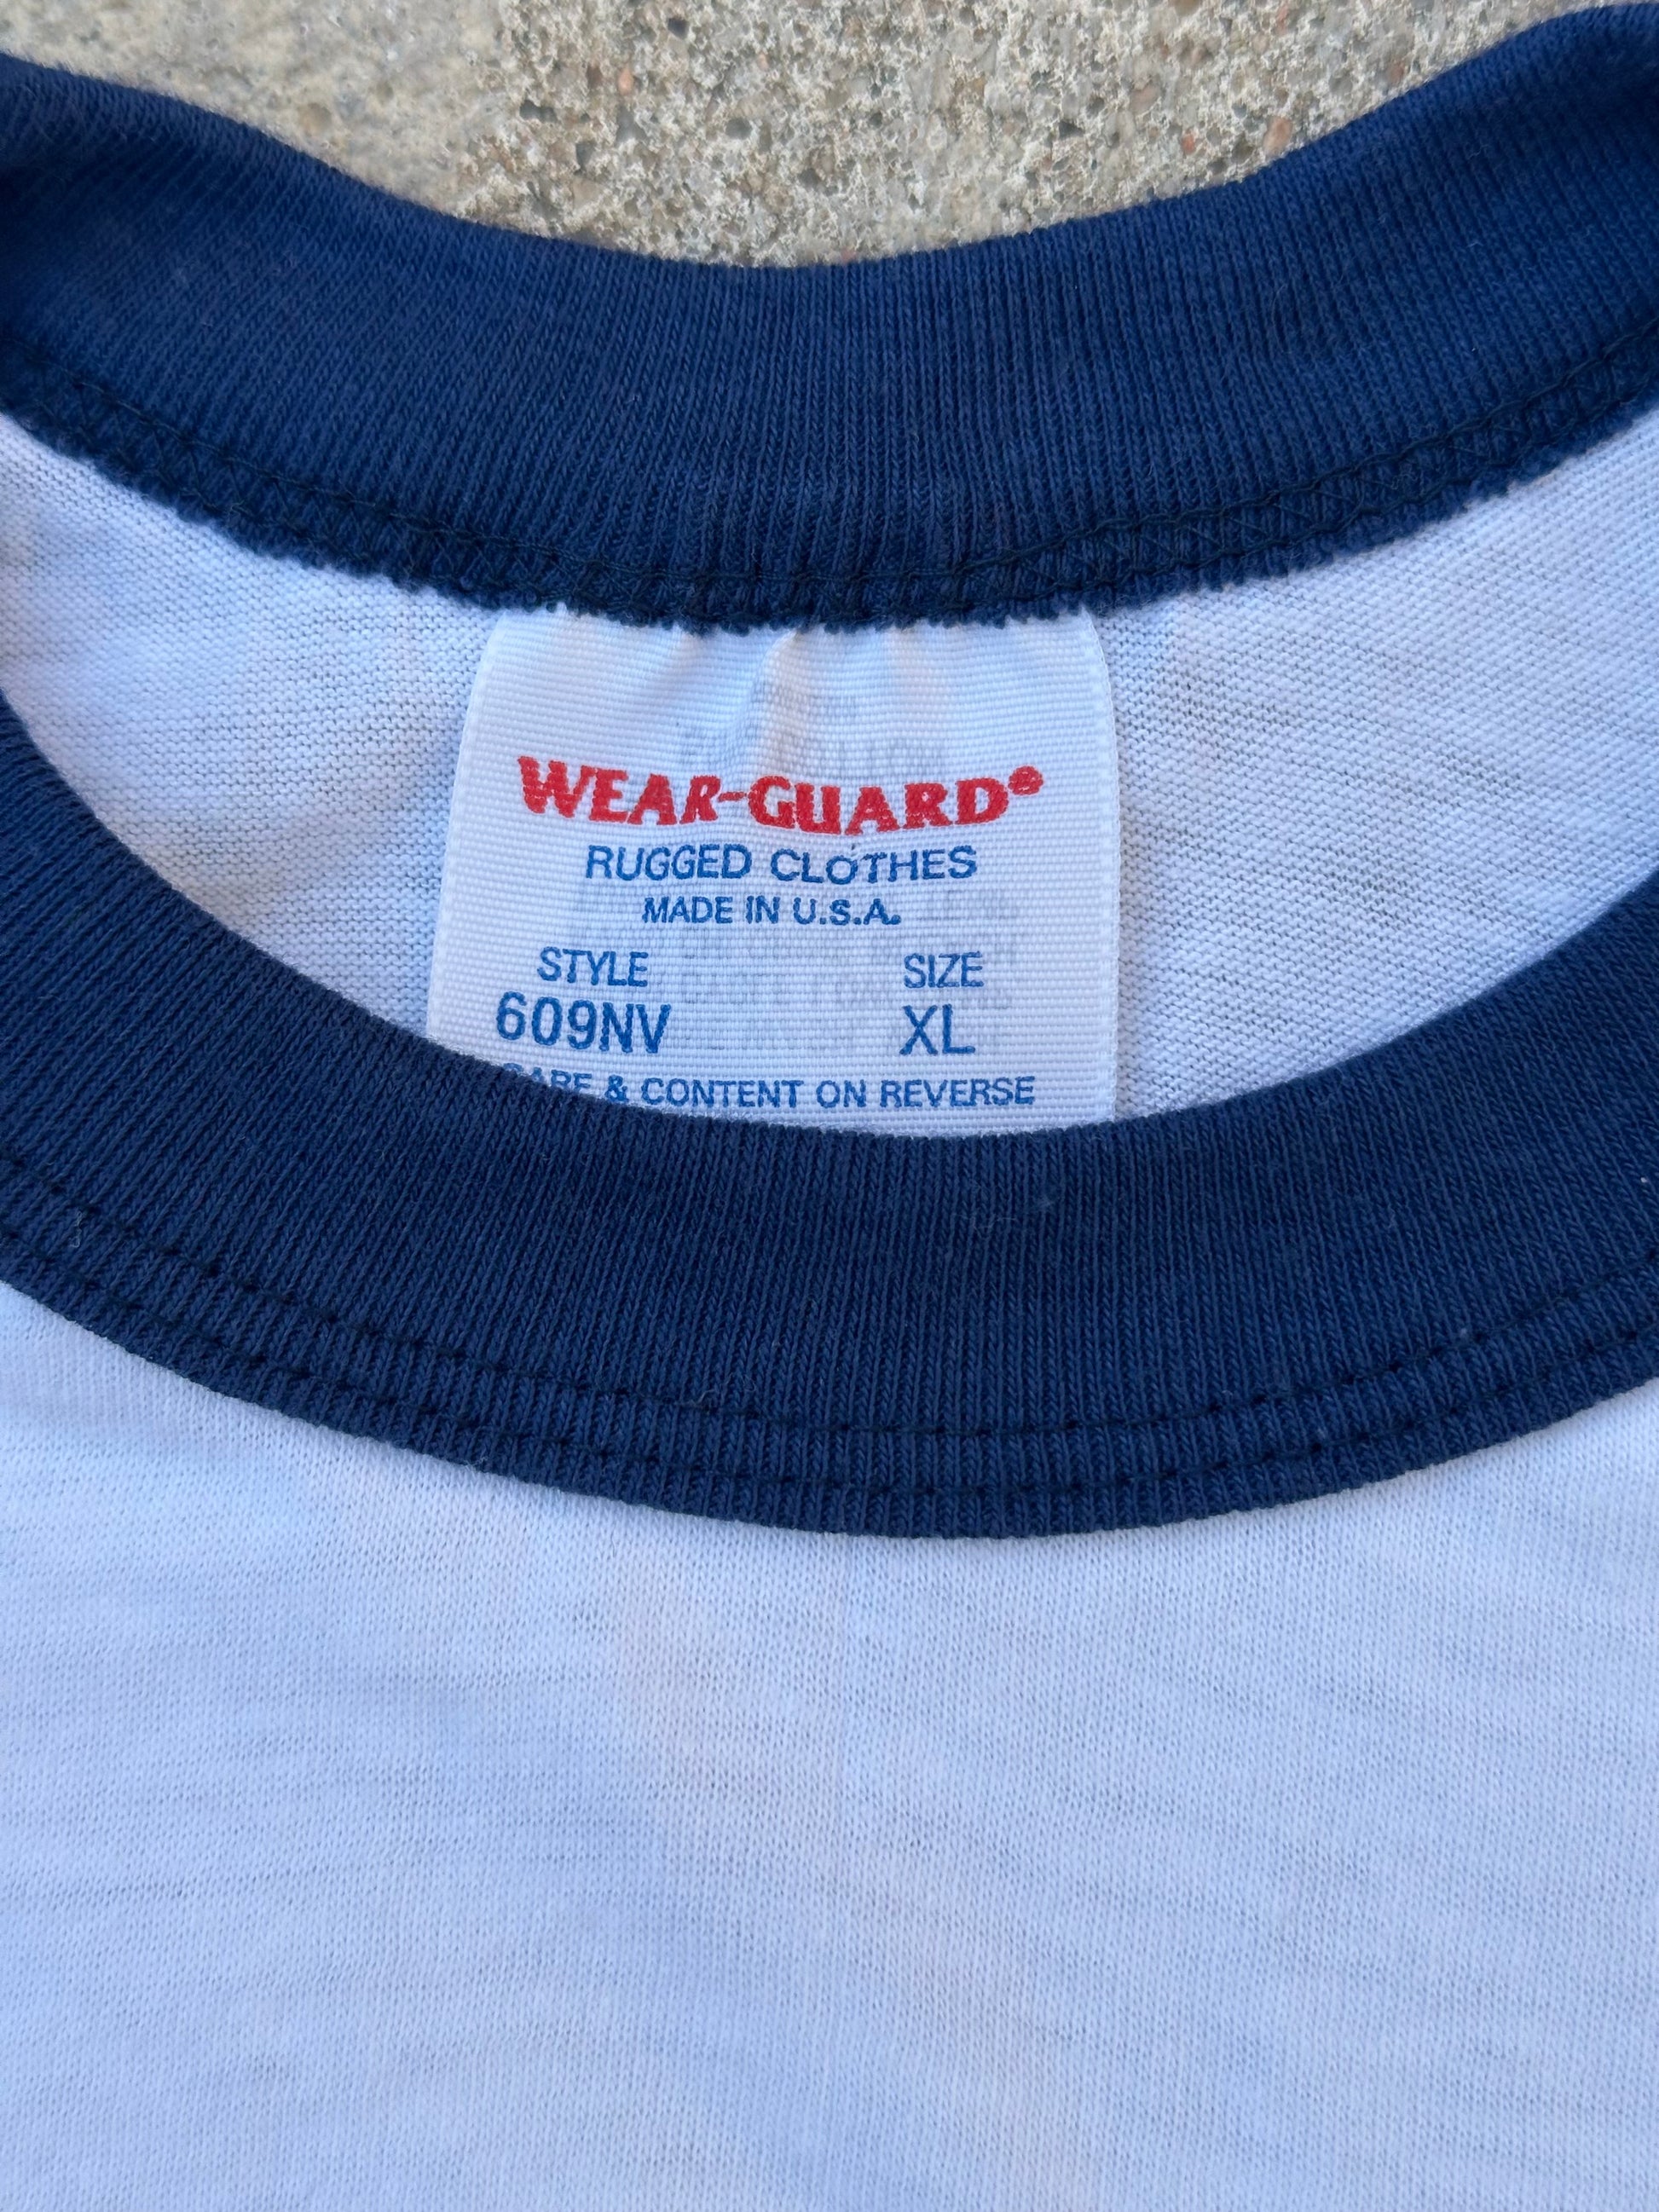 WEAR-GUARD®
RUGGED CLOTHES
MADE IN U.S.A.
STYLE SIZE
609NV XL
CARE & CONTENT ON REVERSE